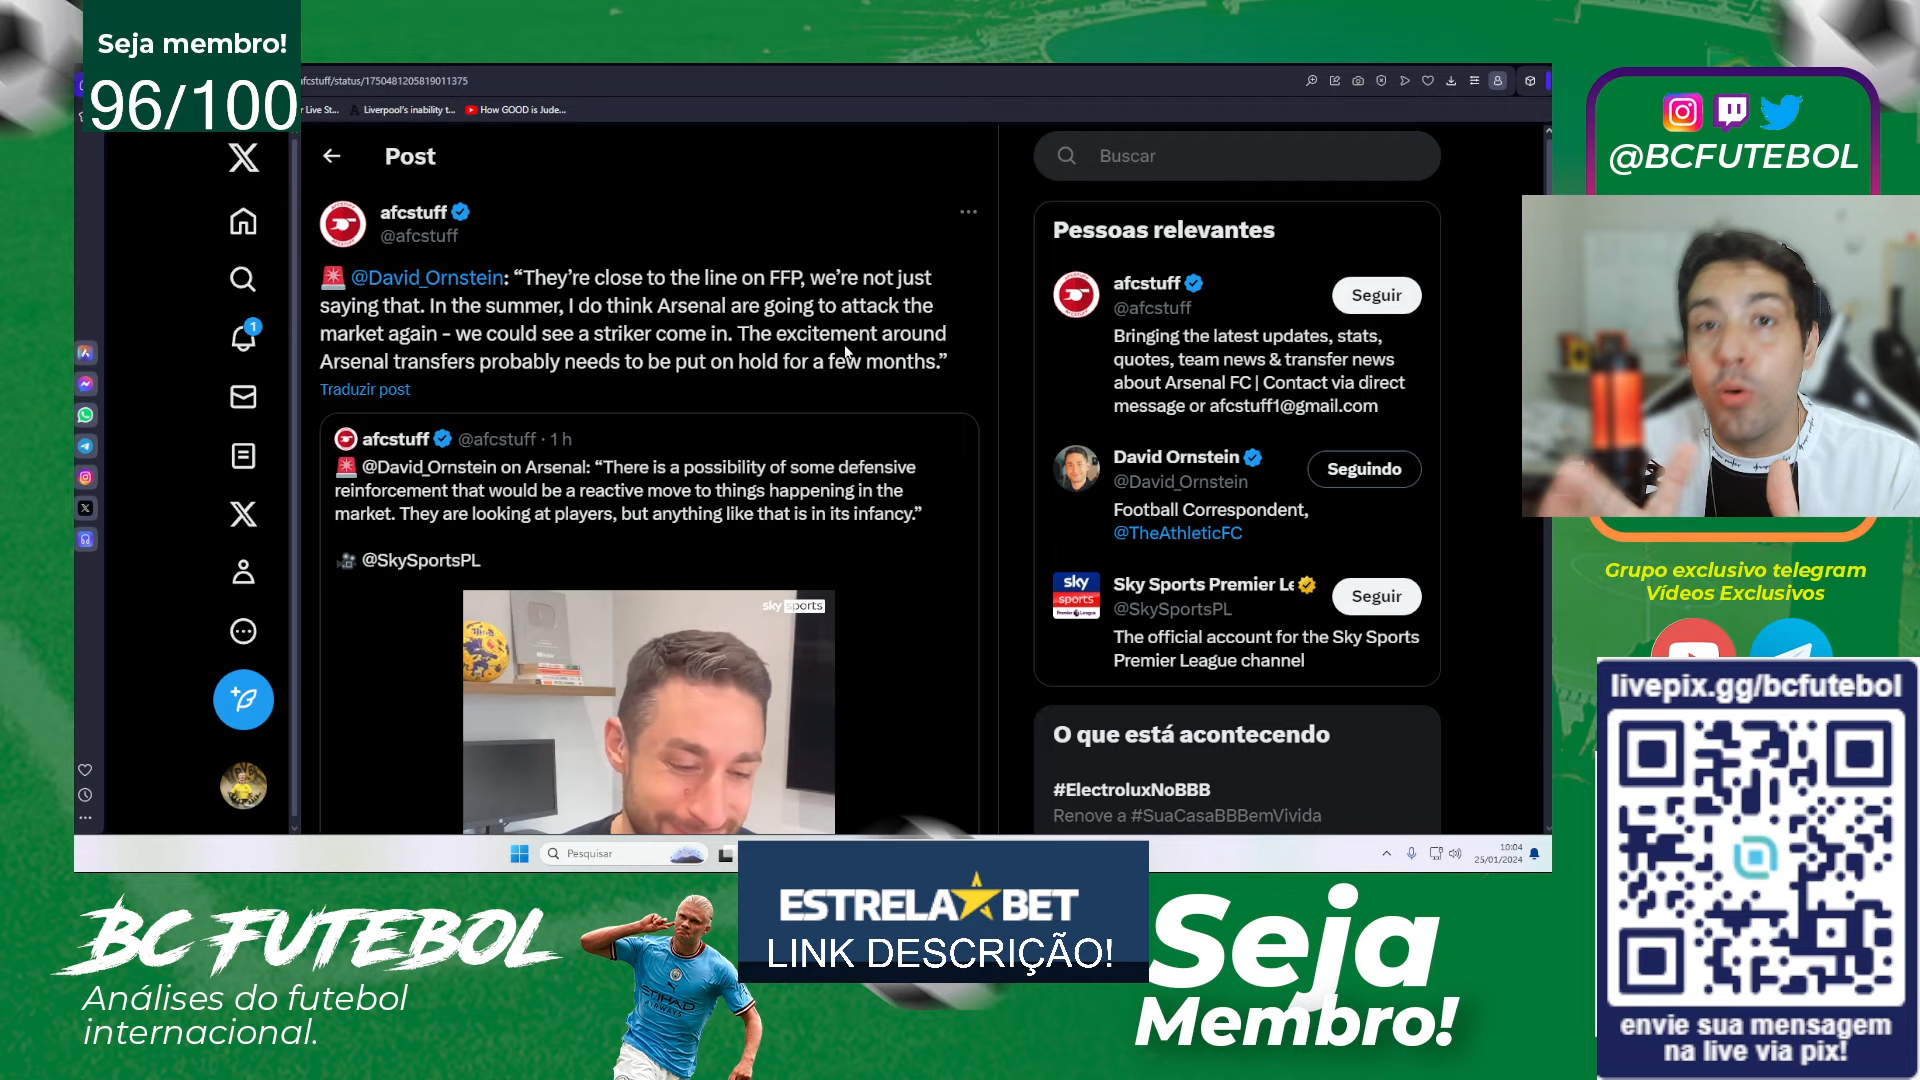 Seja membro!
96/100
fcstuff/status/1750481205819011375
r Live St...
Liverpool's inability t...
How GOOD is Jude...
Post
afcstuff
@afcstuff
@David_Ornstein: “They’re close to the line on FFP, we’re not just
saying that. In the summer, I do think Arsenal are going to attack the
market again - we could see a striker come in. The excitement around
Arsenal transfers probably needs to be put on hold for a few months.”
Traduzir post
afcstuff @afcstuff · 1 h
@David_Ornstein on Arsenal: “There is a possibility of some defensive
reinforcement that would be a reactive move to things happening in the
market. They are looking at players, but anything like that is in its infancy.”
@SkySportsPL
sky sports
1
Buscar
Pessoas relevantes
afcstuff
@afcstuff
Seguir
Bringing the latest updates, stats,
quotes, team news & transfer news
about Arsenal FC | Contact via direct
message or afcstuff1@gmail.com
David Ornstein
@David_Ornstein
Seguindo
Football Correspondent,
@TheAthleticFC
sky
sports
Premier League
Sky Sports Premier Le
@SkySportsPL
Seguir
The official account for the Sky Sports
Premier League channel
O que está acontecendo
#ElectroluxNoBBB
Renove a #SuaCasaBBBemVivida
Pesquisar
10:04
25/01/2024
@BCFUTEBOL
Grupo exclusivo telegram
Vídeos Exclusivos
livepix.gg/bcfutebol
envie sua mensagem
na live via pix!
BC FUTEBOL
Análises do futebol
internacional.
ETIHAD
AIRWAYS
ESTRELA BET
LINK DESCRIÇÃO!
Seja
Membro!